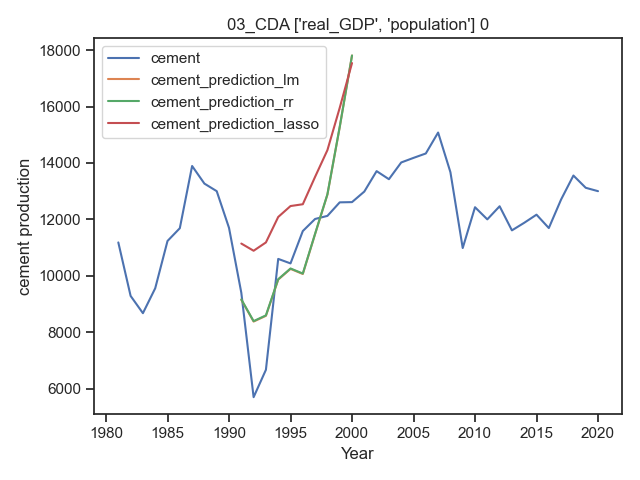 03_CDA ['real_GDP', 'population'] 0
18000
16000
14000
12000
10000
8000
6000
cement production
cement
cement_prediction_lm
cement_prediction_rr
cement_prediction_lasso
1980 1985 1990 1995 2000 2005 2010 2015 2020
Year